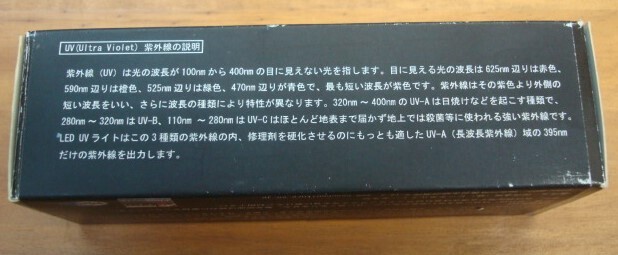 UV(Ultra Violet) 紫外線の説明
紫外線（UV）は光の波長が100nmから400nmの目に見えない光を指します。目に見える光の波長は625nm辺りは赤色、
590nm辺りは橙色、525nm辺りは緑色、470nm辺りが青色で、最も短い波長が紫色です。紫外線はその紫色より外側の
短い波長をいい、さらに波長の種類により特性が異なります。320nm～400nmのUV-Aは日焼けなどを起こす種類で、
280nm～320nmはUV-B、110nm ～280nmはUV-Cはほとんど地表まで届かず地上では殺菌等に使われる強い紫外線です。
LED UVライトはこの3種類の紫外線の内、修理剤を硬化させるのにもっとも適したUV-A（長波長紫外線）域の395nm
だけの紫外線を出力します。